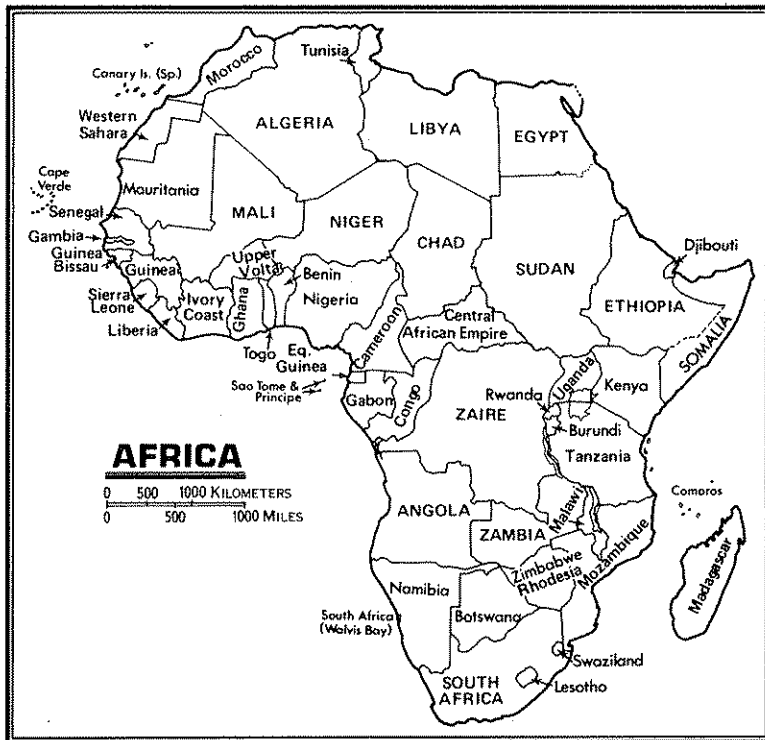 Tunisia
Morocco
Canary Is. (Sp.)
Western
Sahara
ALGERIA
LIBYA
EGYPT
Cape
Verde
Mauritania
Senegal
MALI
NIGER
CHAD
SUDAN
Djibouti
Gambia
Guinea
Bissau
Guinea
Upper
Volta
Benin
Nigeria
ETHIOPIA
SOMALIA
Sierra
Leone
Ivory
Coast
Ghana
Liberia
Togo
Cameroon
Central
African Empire
Eq.
Guinea
Sao Tome &
Principe
Gabon
Congo
ZAIRE
Rwanda
Uganda
Kenya
Burundi
Tanzania
AFRICA
0 500 1000 KILOMETERS
0 500 1000 MILES
ANGOLA
ZAMBIA
Malawi
Comoros
Mozambique
Zimbabwe
Rhodesia
Madagascar
Namibia
Botswana
South Africa
(Walvis Bay)
Swaziland
SOUTH
AFRICA
Lesotho